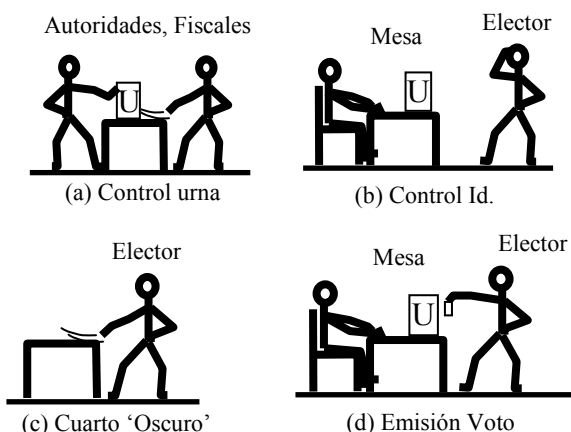 Autoridades, Fiscales
U
(a) Control urna
Mesa
Elector
U
(b) Control Id.
Elector
(c) Cuarto ‘Oscuro’
Mesa
Elector
U
(d) Emisión Voto